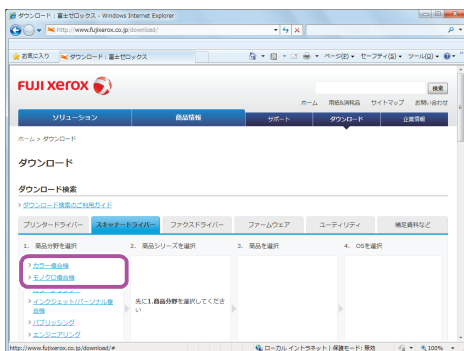 ダウンロード : 富士ゼロックス - Windows Internet Explorer
http://www.fujixerox.co.jp/download/
お気に入り ダウンロード : 富士ゼロックス ページ(P) セーフティ(S) ツール(O)
FUJI XEROX
検索
ホーム 用紙&消耗品 サイトマップ お問い合わせ
ソリューション 商品情報 サポート ダウンロード 企業情報
ホーム > ダウンロード
ダウンロード
ダウンロード検索
> ダウンロード検索のご利用ガイド
プリンタードライバー スキャナードライバー ファクスドライバー ファームウェア ユーティリティ 補足資料など
1. 商品分野を選択 2. 商品シリーズを選択 3. 商品を選択 4. OSを選択
> カラー複合機
> モノクロ複合機
> インクジェット/パーソナル複合機
先に1.商品分野を選択してください
> パブリッシング
> エンジニアリング
http://www.fujixerox.co.jp/download/# ローカル イントラネット | 保護モード: 無効 100%